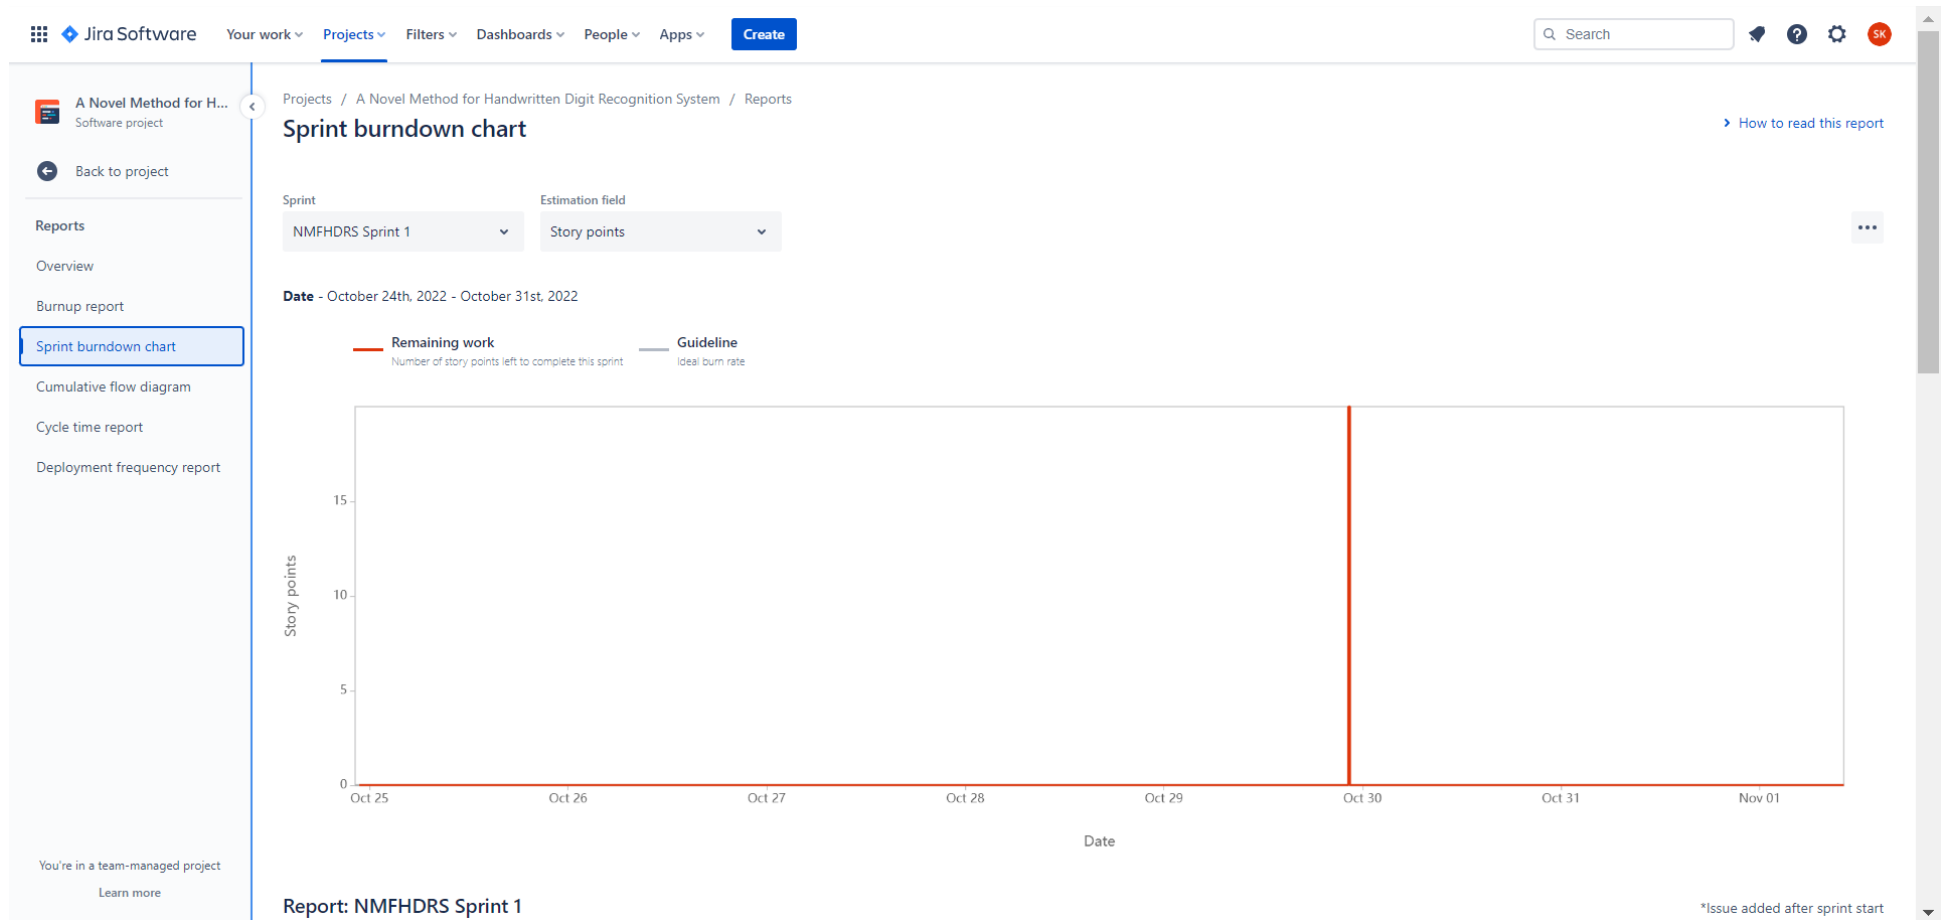 Jira Software Your work Projects Filters Dashboards People Apps Create Search SK
A Novel Method for H...
Software project
Back to project
Reports
Overview
Burnup report
Sprint burndown chart
Cumulative flow diagram
Cycle time report
Deployment frequency report
You're in a team-managed project
Learn more
Projects / A Novel Method for Handwritten Digit Recognition System / Reports
Sprint burndown chart
How to read this report
Sprint Estimation field
NMFHDRS Sprint 1 Story points
Date - October 24th, 2022 - October 31st, 2022
Remaining work Guideline
Number of story points left to complete this sprint Ideal burn rate
Story points
15
10
5
0
Oct 25 Oct 26 Oct 27 Oct 28 Oct 29 Oct 30 Oct 31 Nov 01
Date
Report: NMFHDRS Sprint 1
*Issue added after sprint start